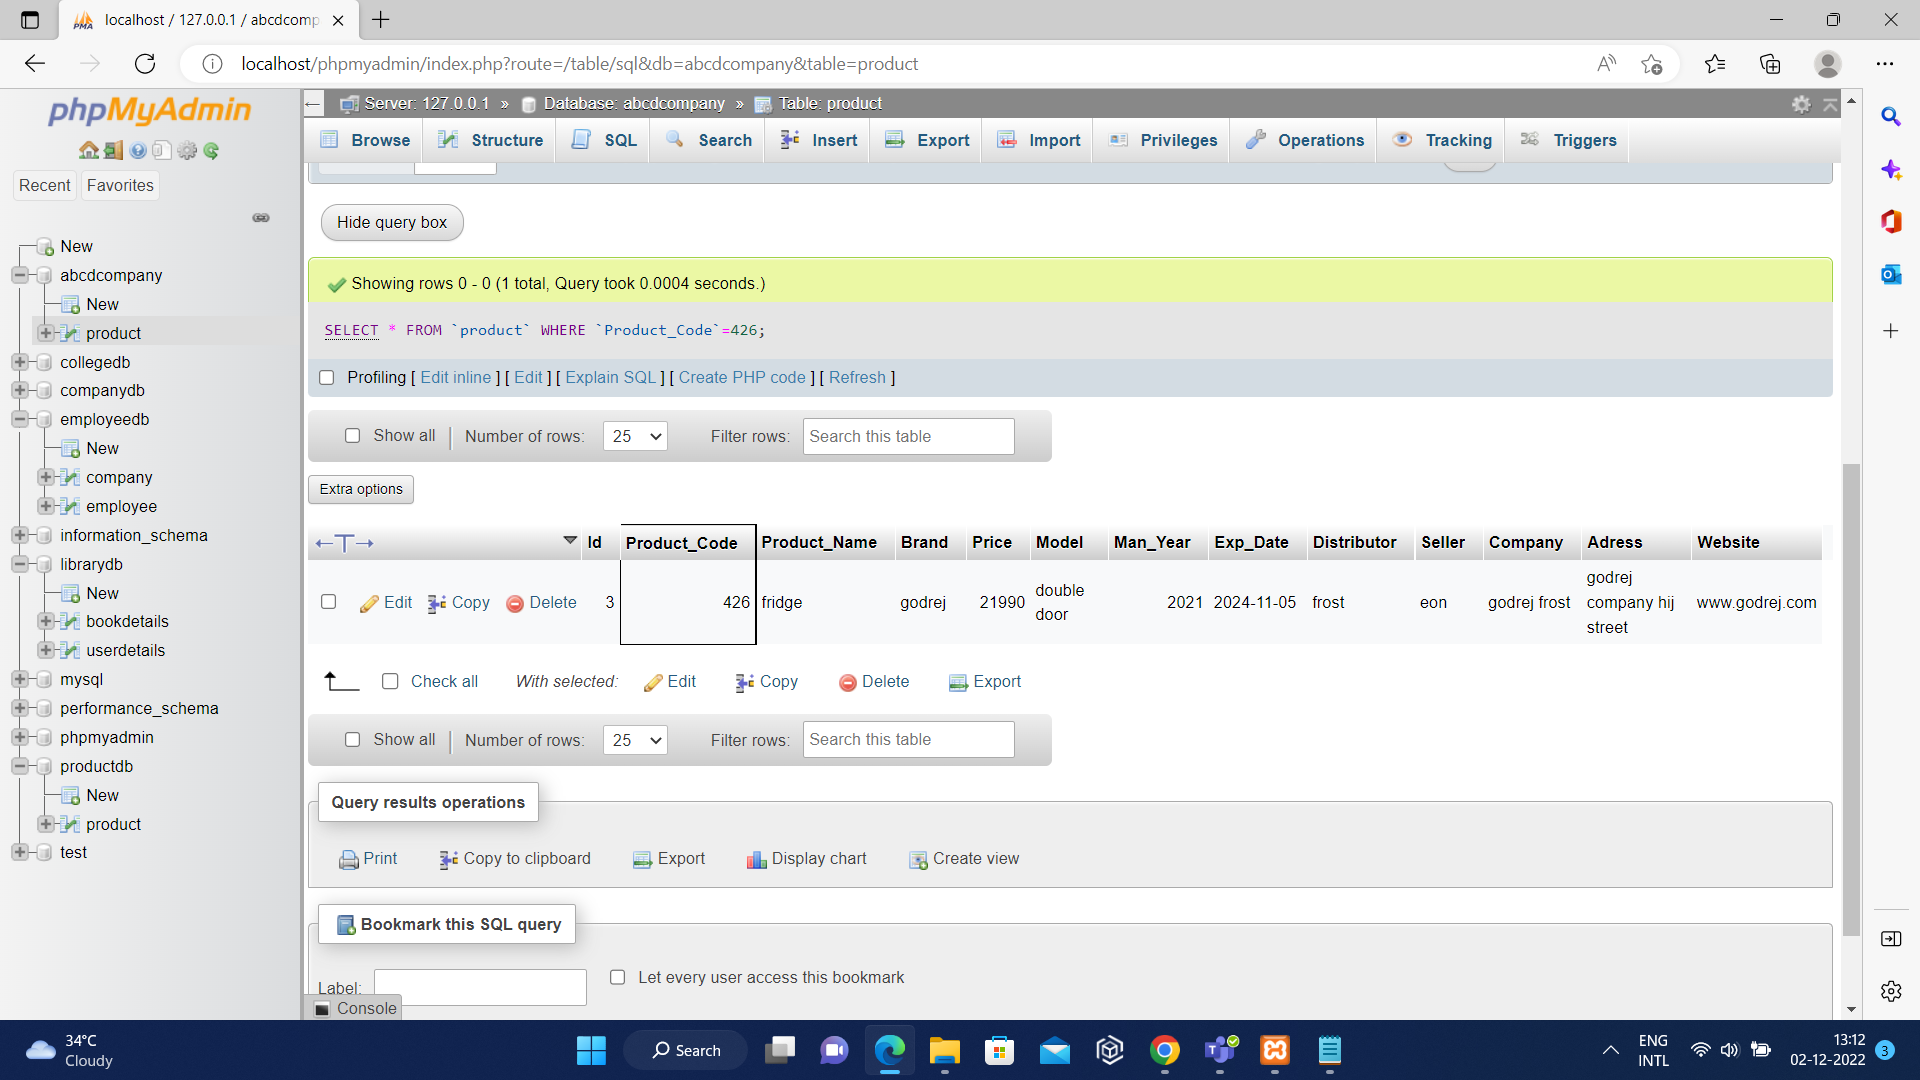 localhost / 127.0.0.1 / abcdcomp
localhost/phpmyadmin/index.php?route=/table/sql&db=abcdcompany&table=product
phpMyAdmin
Recent Favorites
New
abcdcompany
New
product
collegedb
companydb
employeedb
New
company
employee
information_schema
librarydb
New
bookdetails
userdetails
mysql
performance_schema
phpmyadmin
productdb
New
product
test
Server: 127.0.0.1 » Database: abcdcompany » Table: product
Browse Structure SQL Search Insert Export Import Privileges Operations Tracking Triggers
Hide query box
Showing rows 0 - 0 (1 total, Query took 0.0004 seconds.)
SELECT * FROM `product` WHERE `Product_Code`=426;
Profiling [ Edit inline ] [ Edit ] [ Explain SQL ] [ Create PHP code ] [ Refresh ]
Show all Number of rows: 25 Filter rows: Search this table
Extra options
←T→ Id Product_Code Product_Name Brand Price Model Man_Year Exp_Date Distributor Seller Company Adress Website
Edit Copy Delete 3 426 fridge godrej 21990 double door 2021 2024-11-05 frost eon godrej frost godrej company hij street www.godrej.com
Check all With selected: Edit Copy Delete Export
Show all Number of rows: 25 Filter rows: Search this table
Query results operations
Print Copy to clipboard Export Display chart Create view
Bookmark this SQL query
Label: Let every user access this bookmark
Console
34°C
Cloudy
Search
ENG
INTL
13:12
02-12-2022
3